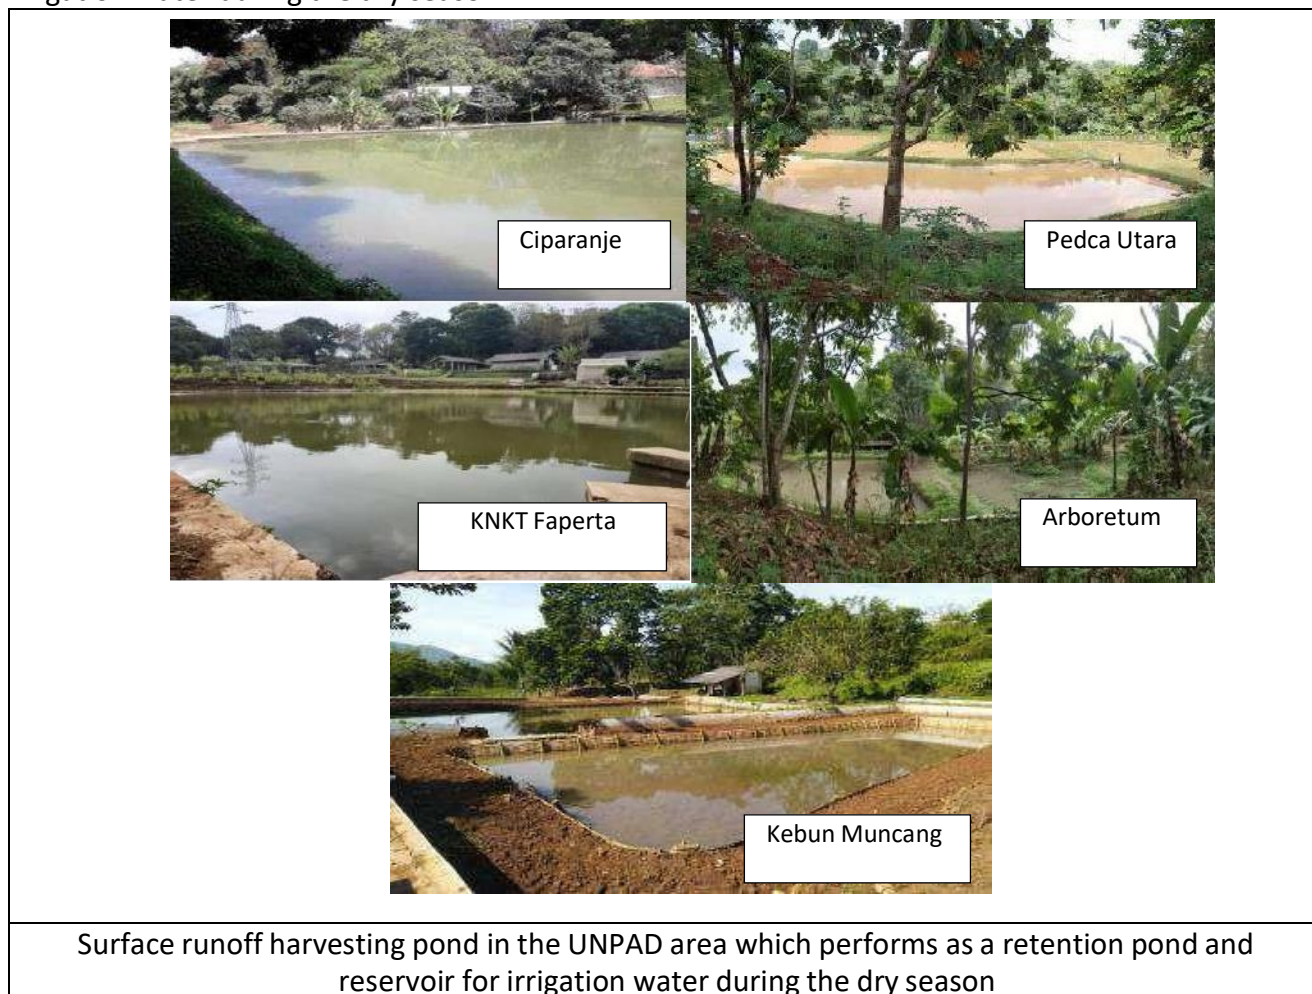 Ciparanje
Pedca Utara
KNKT Faperta
Arboretum
Kebun Muncang
Surface runoff harvesting pond in the UNPAD area which performs as a retention pond and
reservoir for irrigation water during the dry season